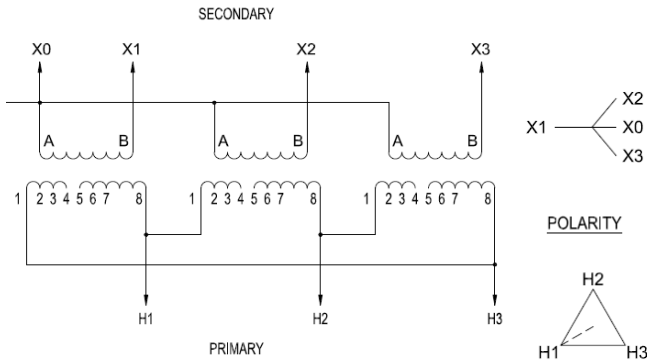 SECONDARY
X0 X1 X2 X3
A B A B A B
1 2 3 4 5 6 7 8 1 2 3 4 5 6 7 8 1 2 3 4 5 6 7 8
H1 H2 H3
PRIMARY
X2
X1 X0
X3
POLARITY
H2
H1 H3